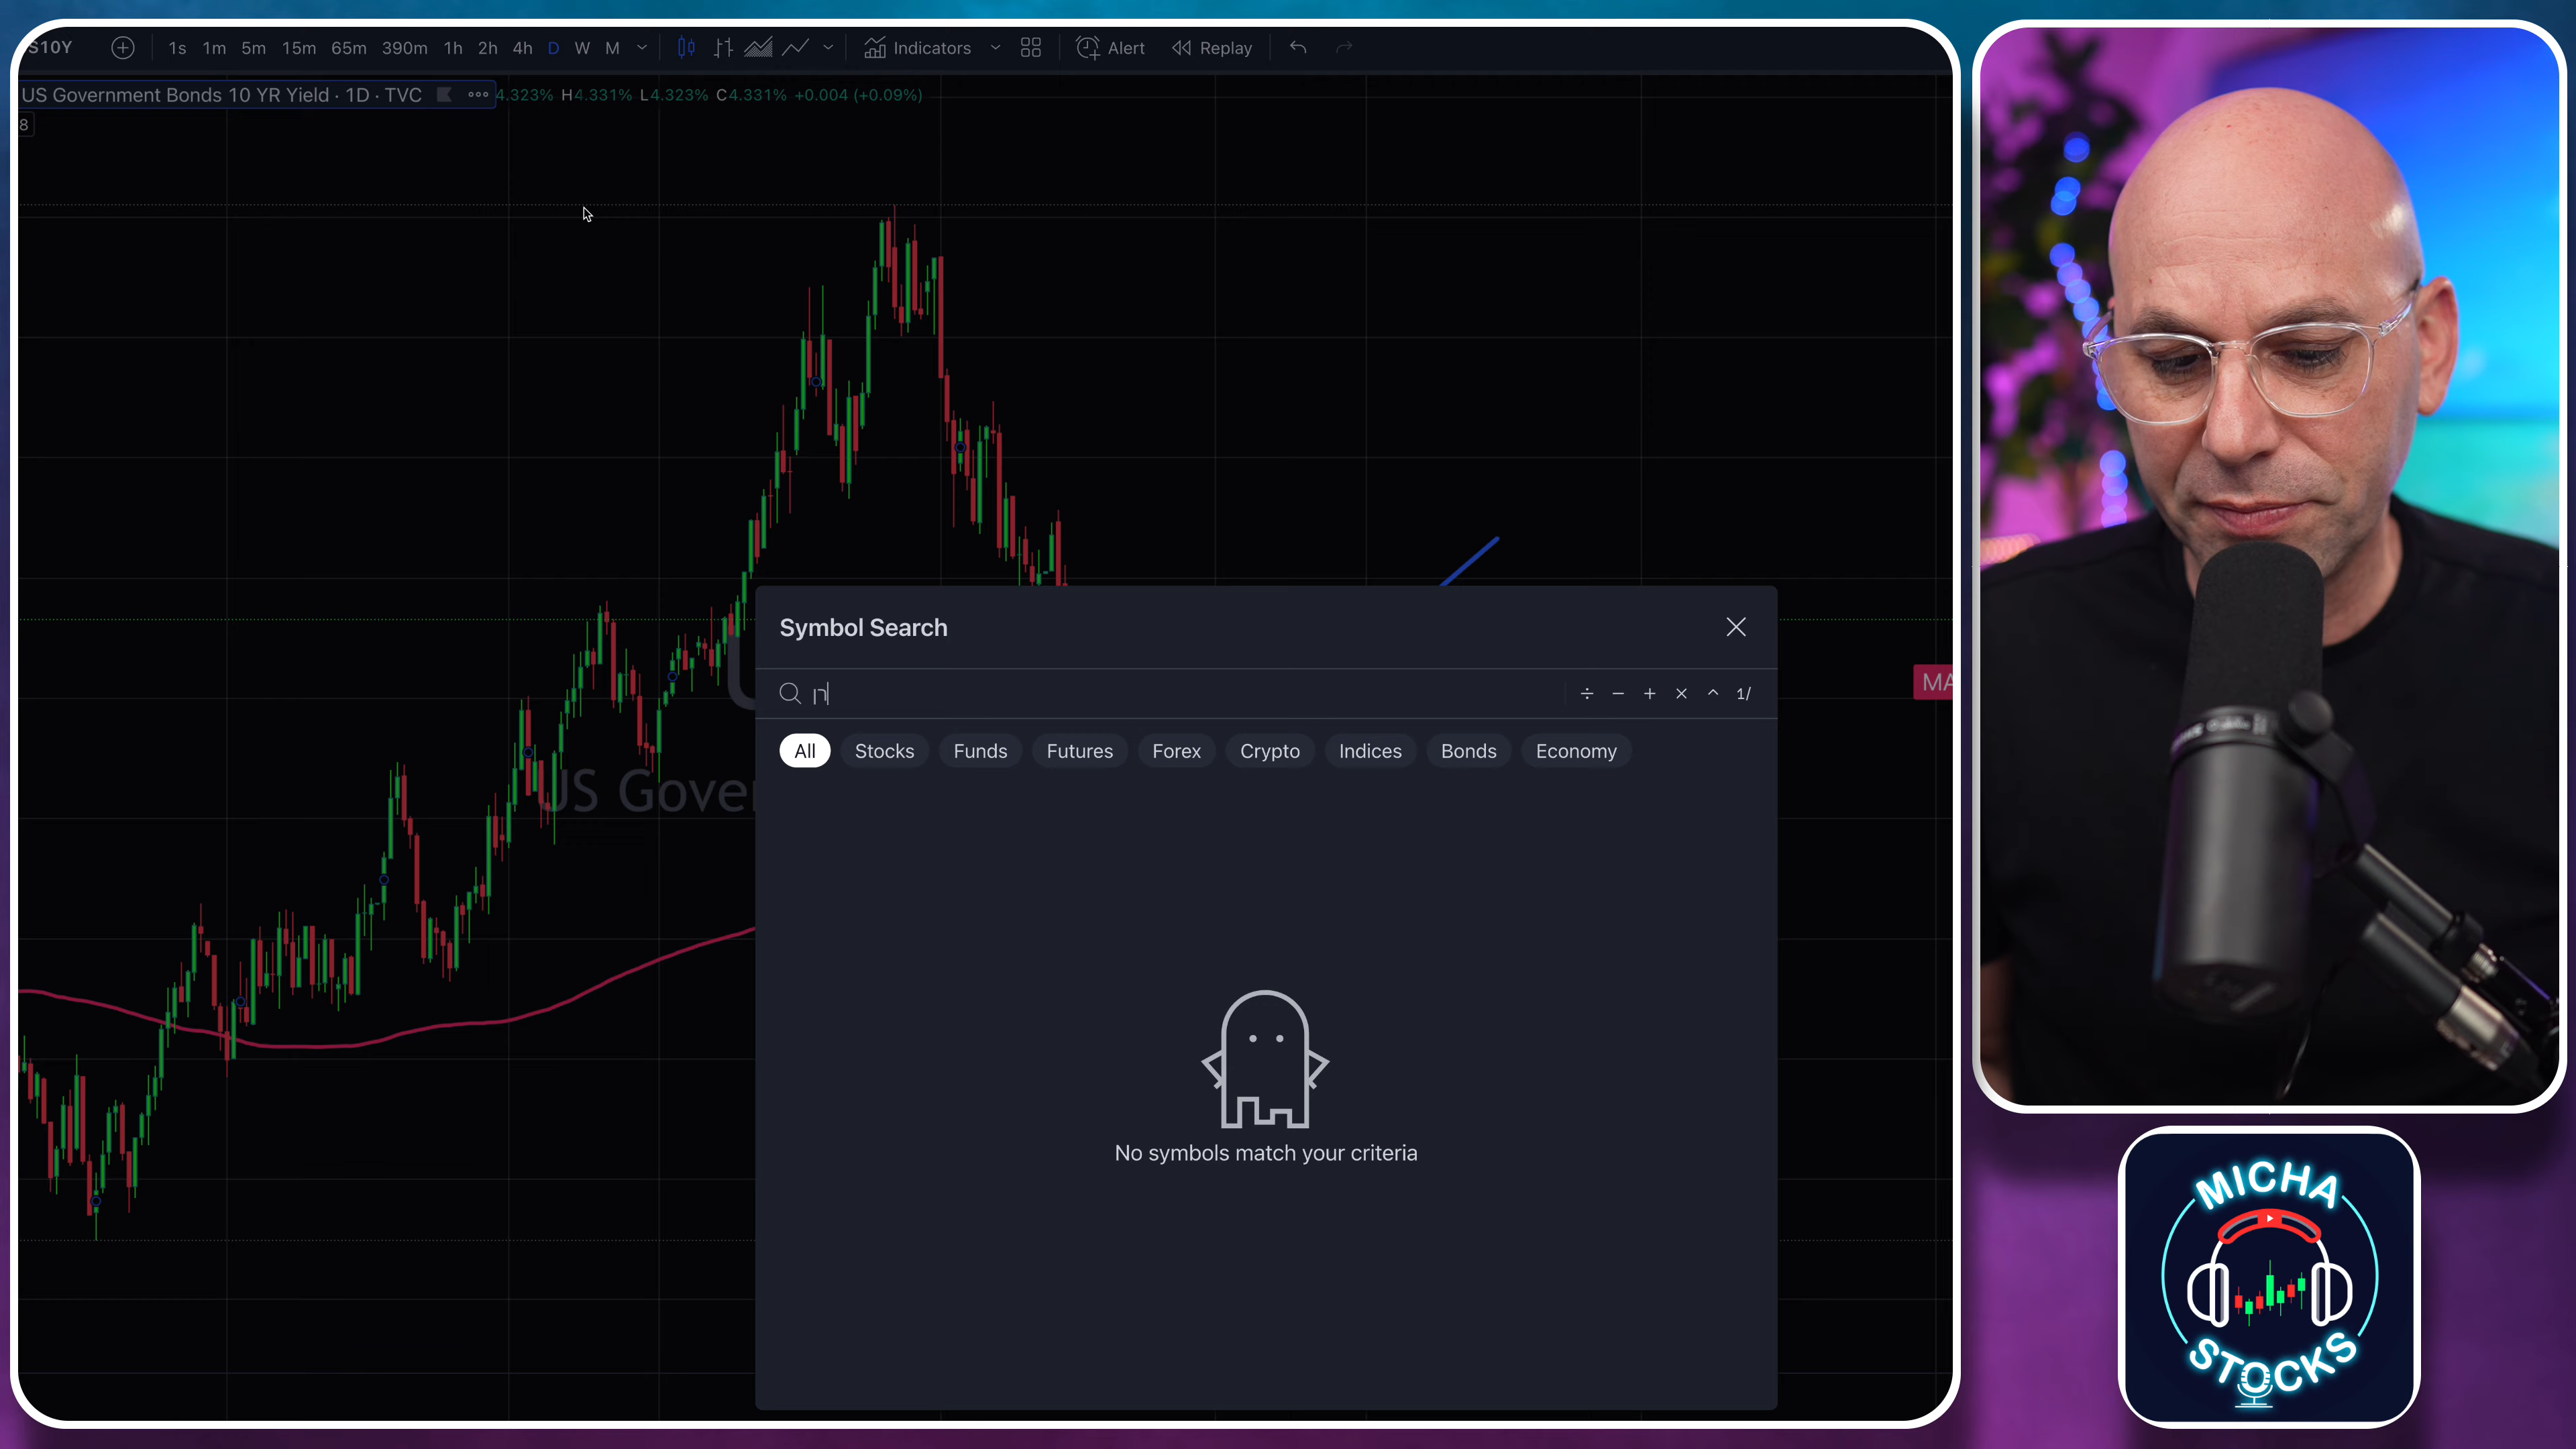 S10Y 1s 1m 5m 15m 65m 390m 1h 2h 4h D W M Indicators Alert Replay
US Government Bonds 10 YR Yield · 1D · TVC 4.323% H4.331% L4.323% C4.331% +0.004 (+0.09%)
8
Symbol Search
÷ − + × ^ 1/
MA
All Stocks Funds Futures Forex Crypto Indices Bonds Economy
US Gover
No symbols match your criteria
MICHA
STOCKS